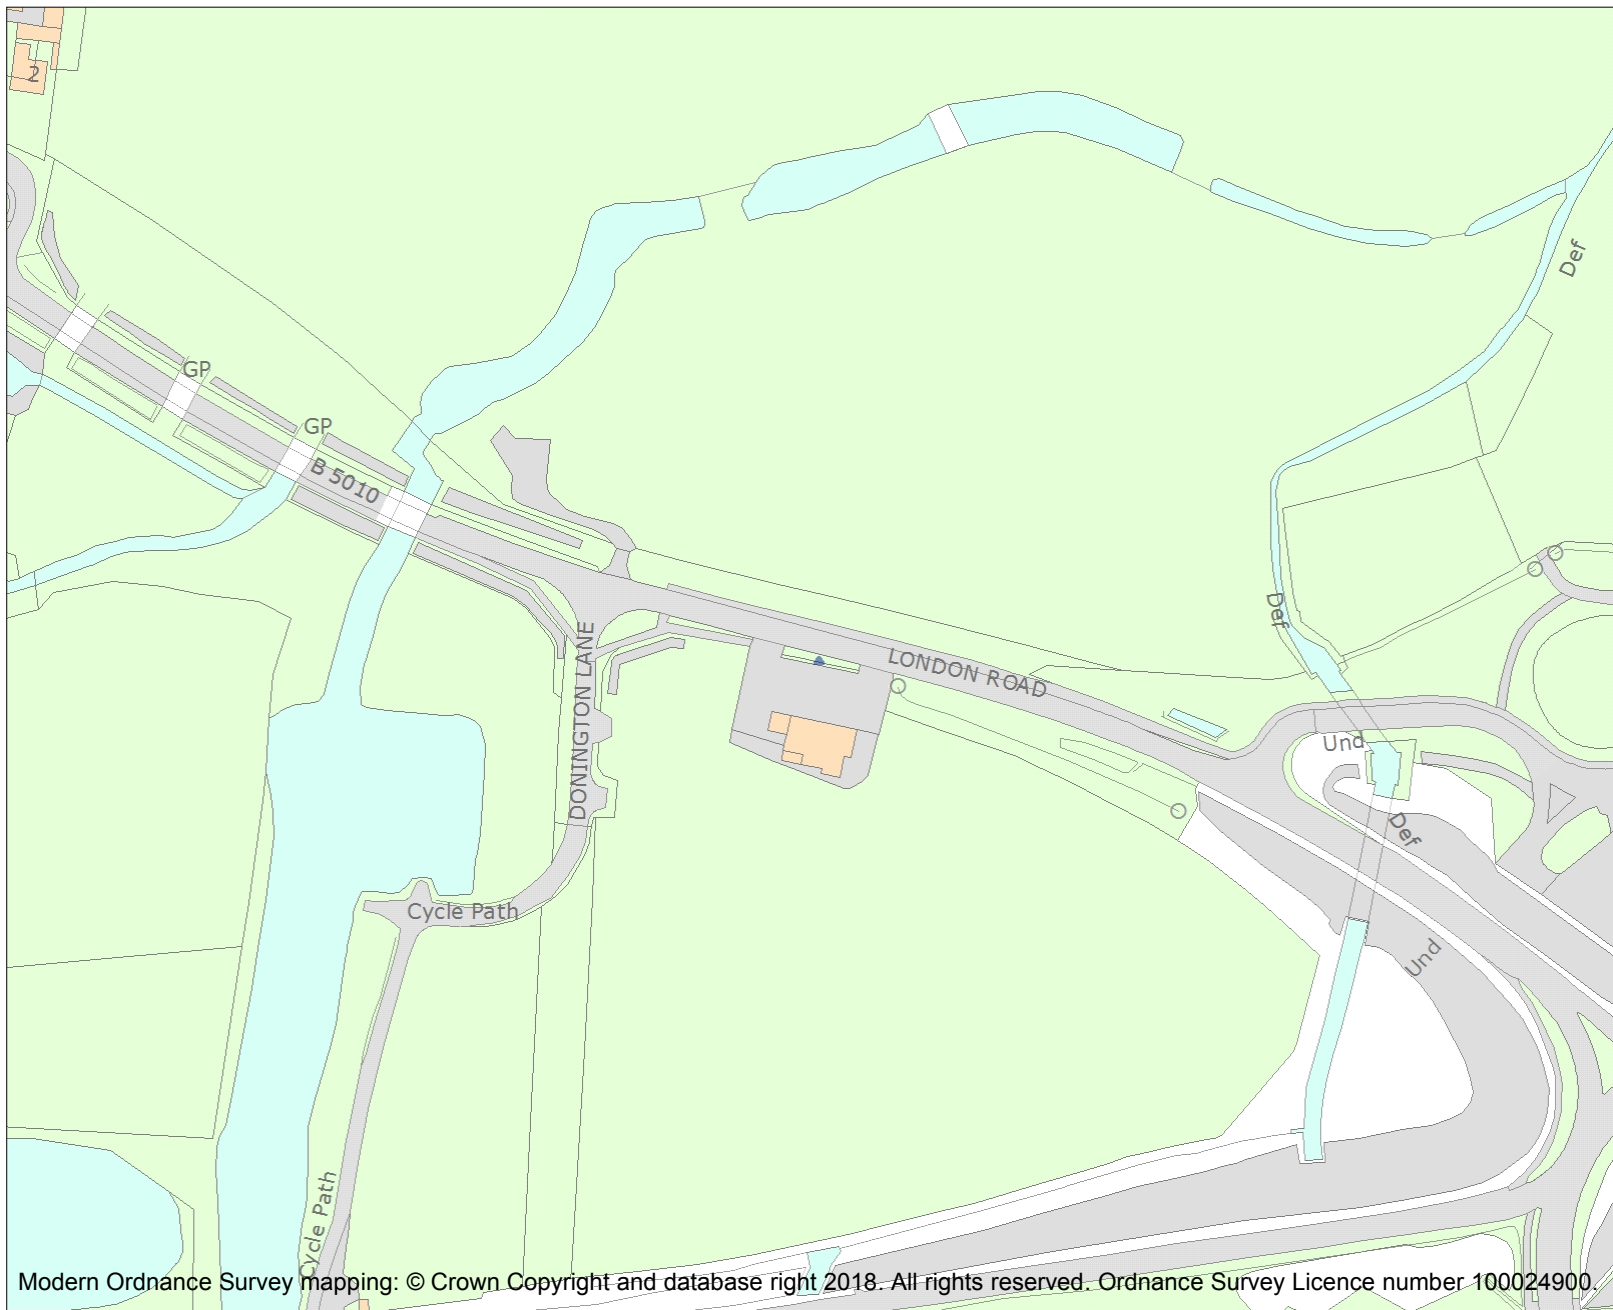 2
Def
GP
GP
B 5010
Def
DONINGTON LANE
LONDON ROAD
Und
Def
Cycle Path
Und
Cycle Path
Modern Ordnance Survey mapping: © Crown Copyright and database right 2018. All rights reserved. Ordnance Survey Licence number 100024900.